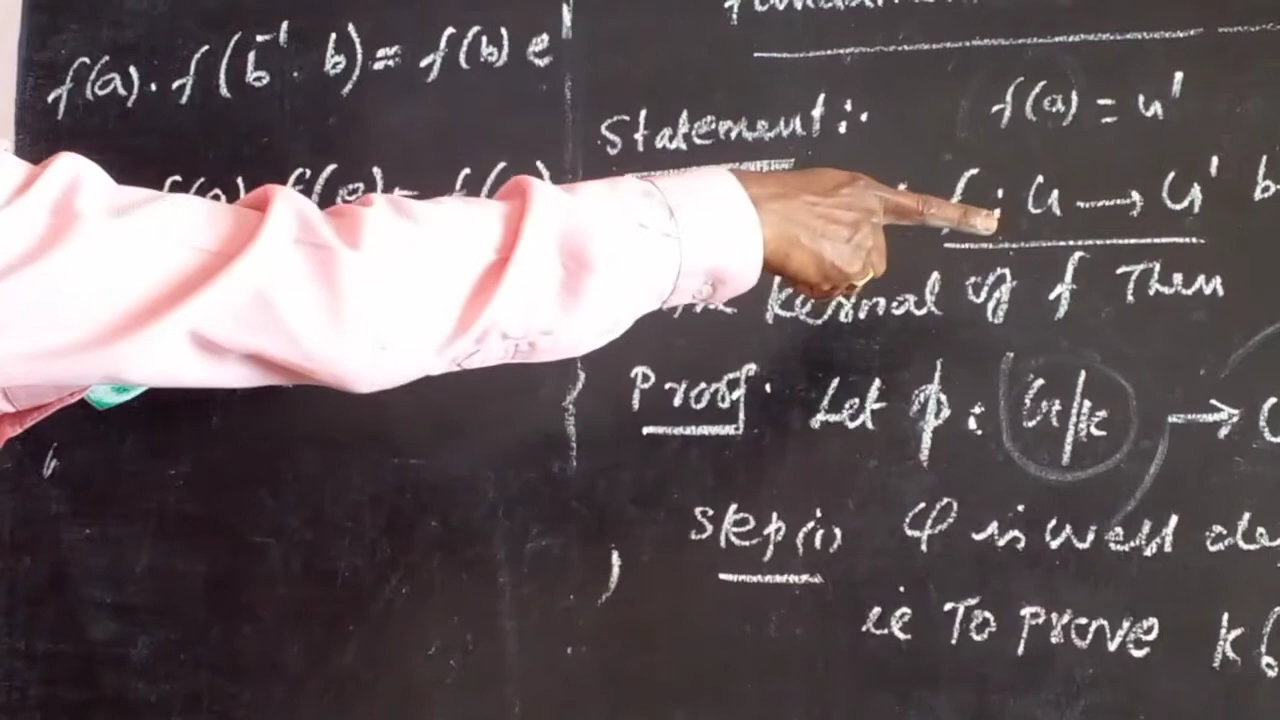 f(a). f(b⁻¹. b)= f(b) e'
f(a). f(e)= f(
Statement:. f(a) = G'
f: G → G' b
kernal of f Then
Proof. Let φ: G/k →
Step(i) φ is well de
ie To prove k